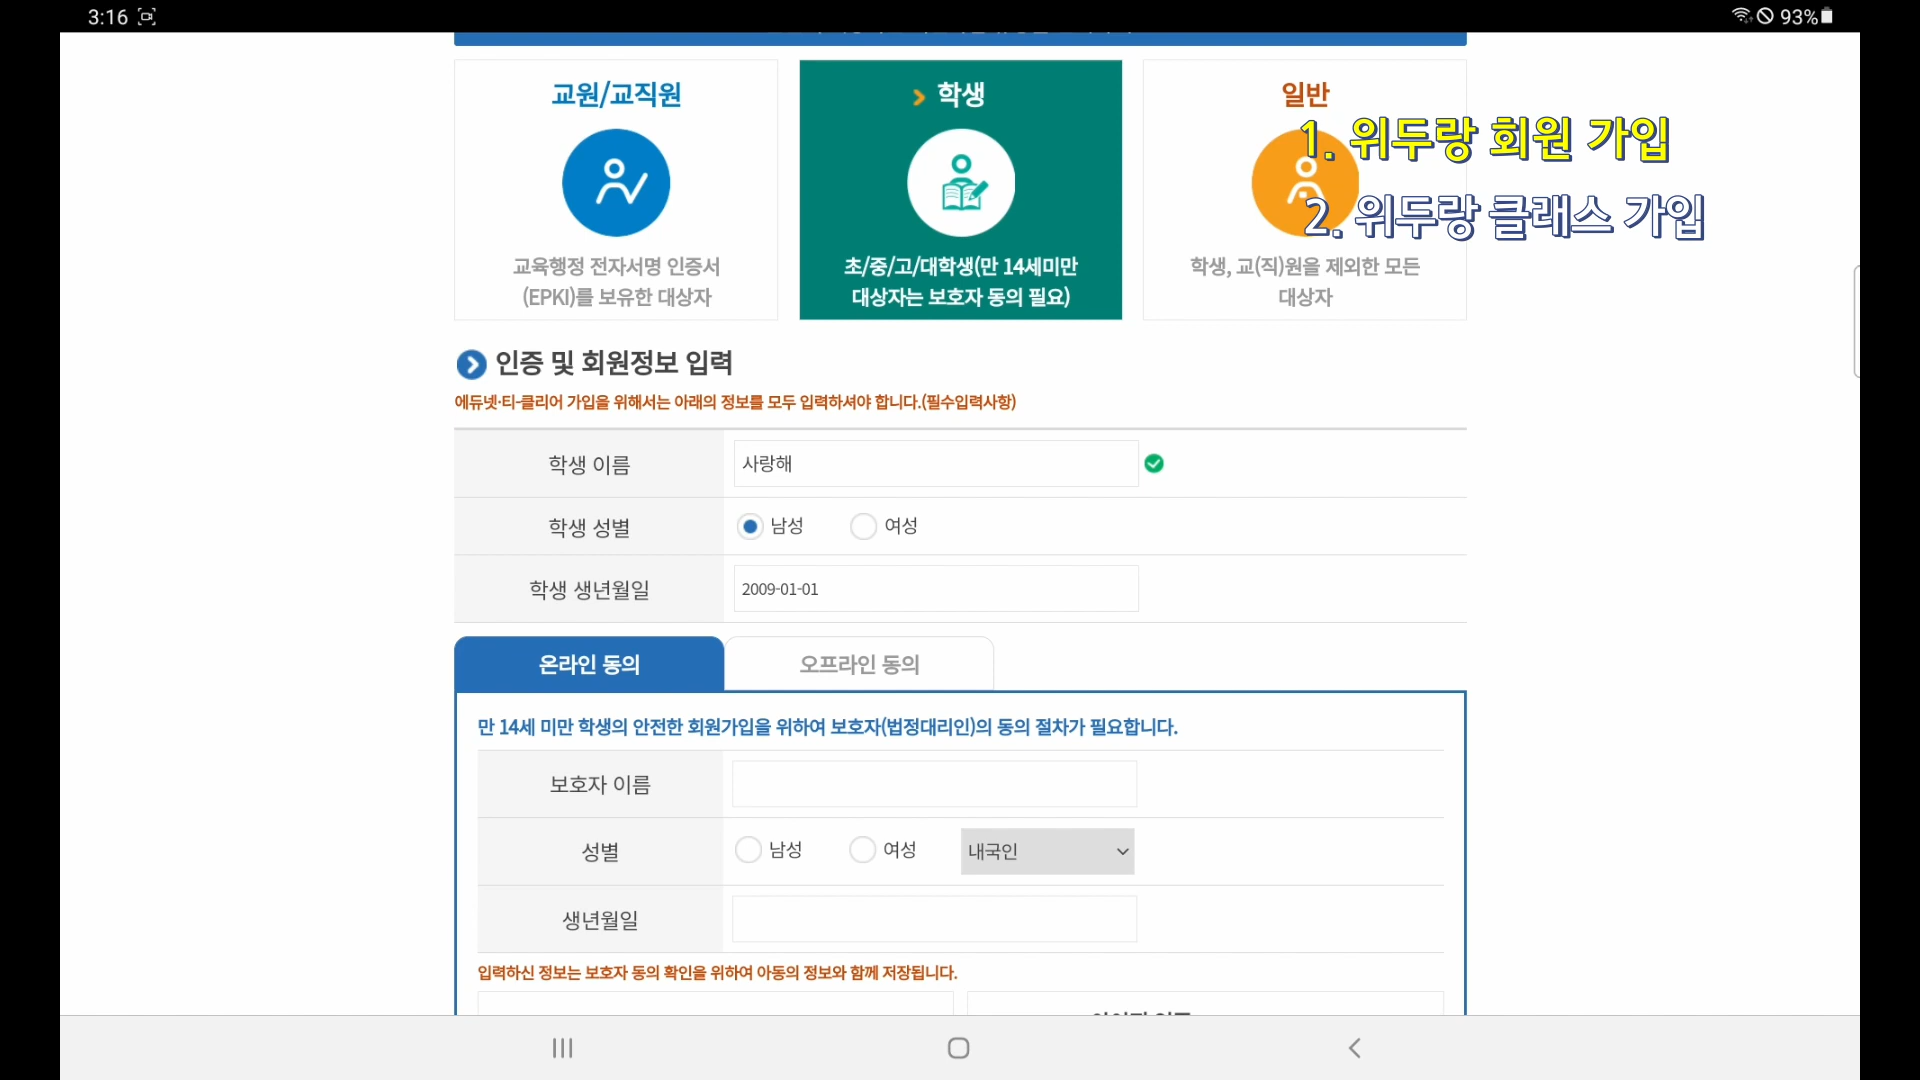 3:16
93%
교원/교직원
학생
일반
1. 위두랑 회원 가입
2. 위두랑 클래스 가입
교육행정 전자서명 인증서
(EPKI)를 보유한 대상자
초/중/고/대학생(만 14세미만
대상자는 보호자 동의 필요)
학생, 교(직)원을 제외한 모든
대상자
인증 및 회원정보 입력
에듀넷·티-클리어 가입을 위해서는 아래의 정보를 모두 입력하셔야 합니다.(필수입력사항)
학생 이름
사랑해
학생 성별
남성
여성
학생 생년월일
2009-01-01
온라인 동의
오프라인 동의
만 14세 미만 학생의 안전한 회원가입을 위하여 보호자(법정대리인)의 동의 절차가 필요합니다.
보호자 이름
성별
남성
여성
내국인
생년월일
입력하신 정보는 보호자 동의 확인을 위하여 아동의 정보와 함께 저장됩니다.